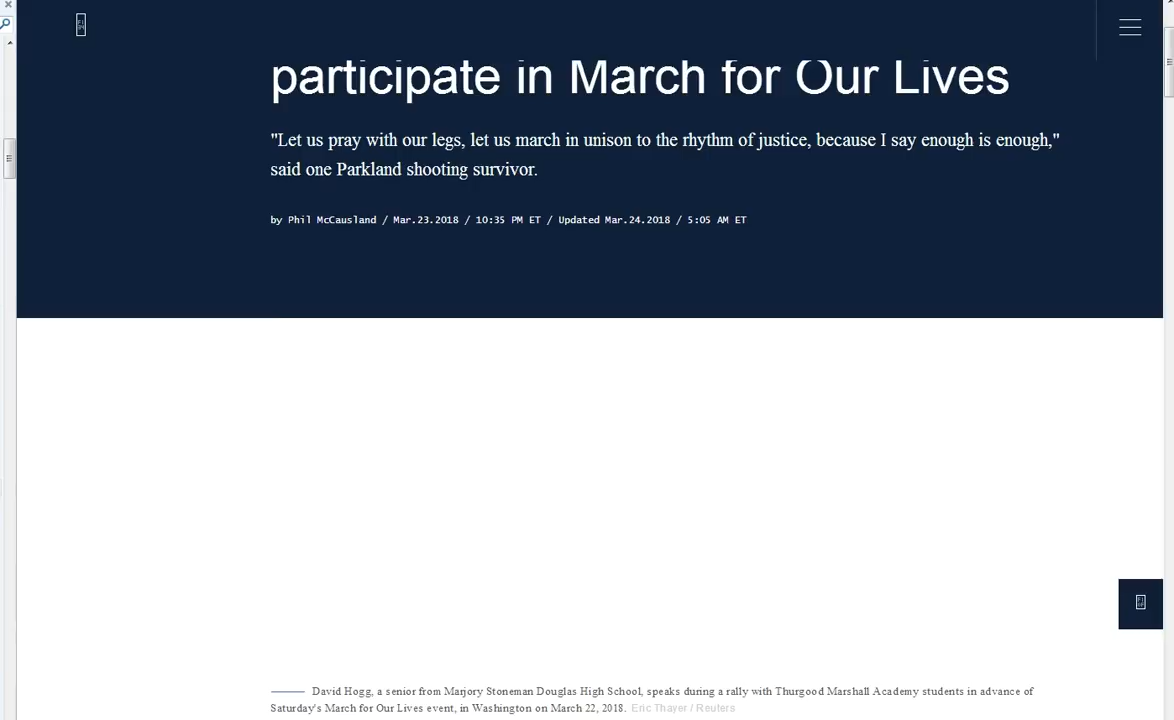 participate in March for Our Lives
"Let us pray with our legs, let us march in unison to the rhythm of justice, because I say enough is enough,"
said one Parkland shooting survivor.
by Phil McCausland / Mar.23.2018 / 10:35 PM ET / Updated Mar.24.2018 / 5:05 AM ET
David Hogg, a senior from Marjory Stoneman Douglas High School, speaks during a rally with Thurgood Marshall Academy students in advance of
Saturday's March for Our Lives event, in Washington on March 22, 2018. Eric Thayer / Reuters